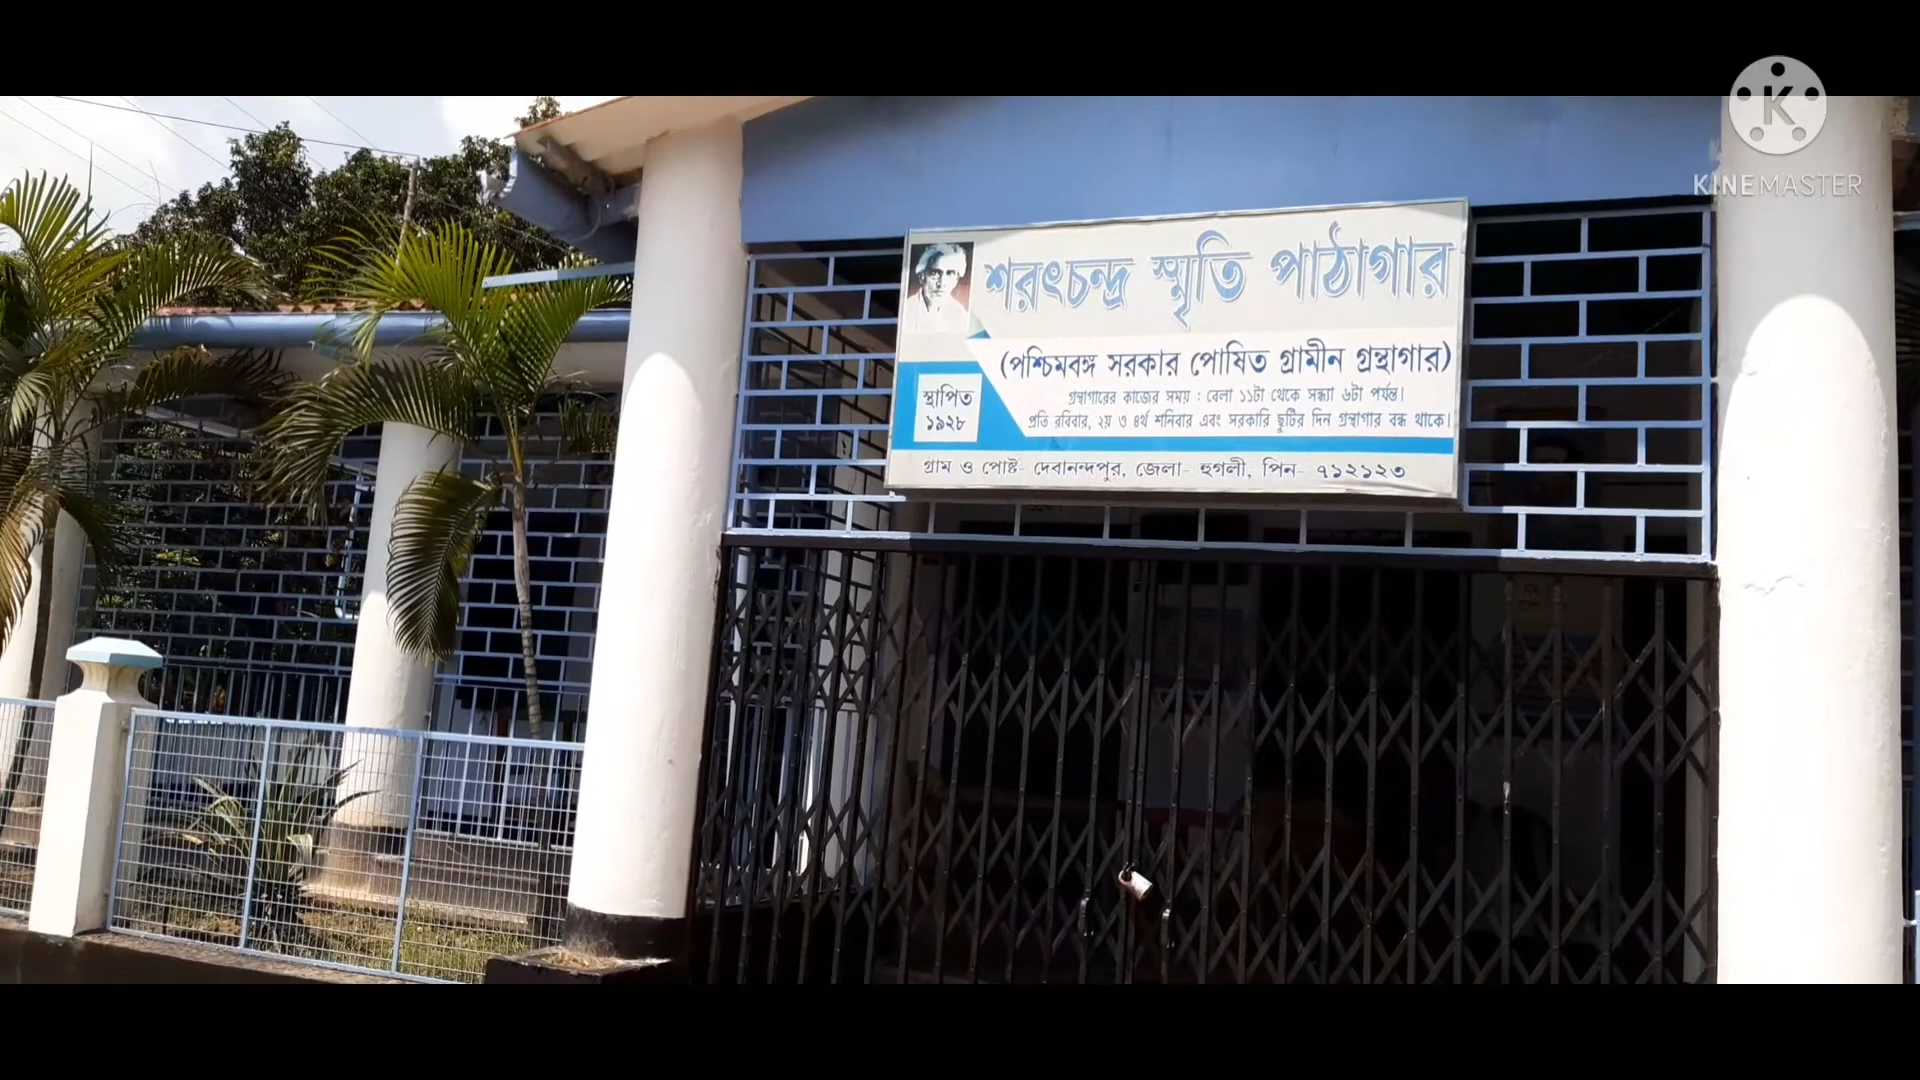 শরৎচন্দ্র স্মৃতি পাঠাগার
(পশ্চিমবঙ্গ সরকার পোষিত গ্রামীন গ্রন্থাগার)
স্থাপিত
১৯২৮
গ্রন্থাগারের কাজের সময় : বেলা ১১টা থেকে সন্ধ্যা ৬টা পর্যন্ত।
প্রতি রবিবার, ২য় ও ৪র্থ শনিবার এবং সরকারি ছুটির দিন গ্রন্থাগার বন্ধ থাকে।
গ্রাম ও পোষ্ট- দেবানন্দপুর, জেলা- হুগলী, পিন- ৭১২১২৩
K
KINEMASTER